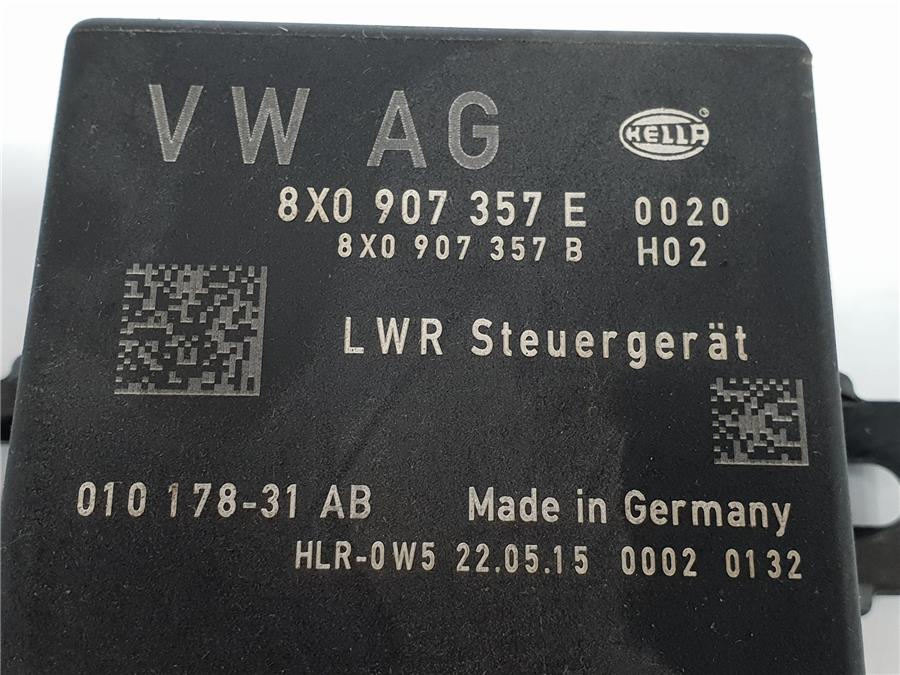 VW AG
HELLA
8X0 907 357 E 0020
8X0 907 357 B H02
LWR Steuergerät
010 178-31 AB Made in Germany
HLR-0W5 22.05.15 0002 0132